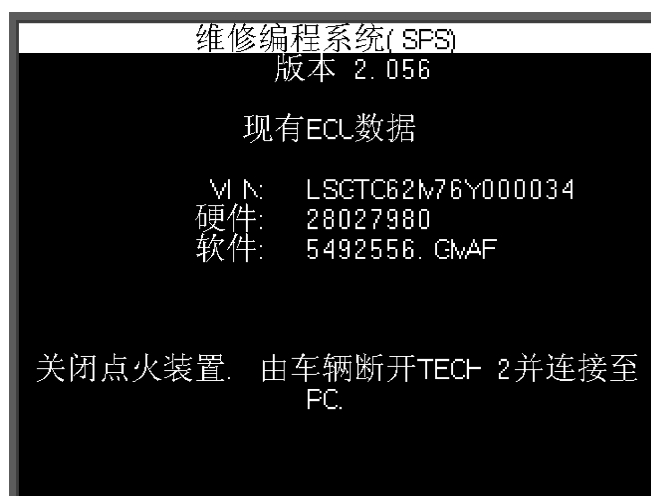 维修编程系统(SPS)
版本 2.056
现有ECU数据
VIN: LSGTC62M76Y000034
硬件: 28027980
软件: 5492556. GMAF
关闭点火装置. 由车辆断开TECH 2并连接至
PC.